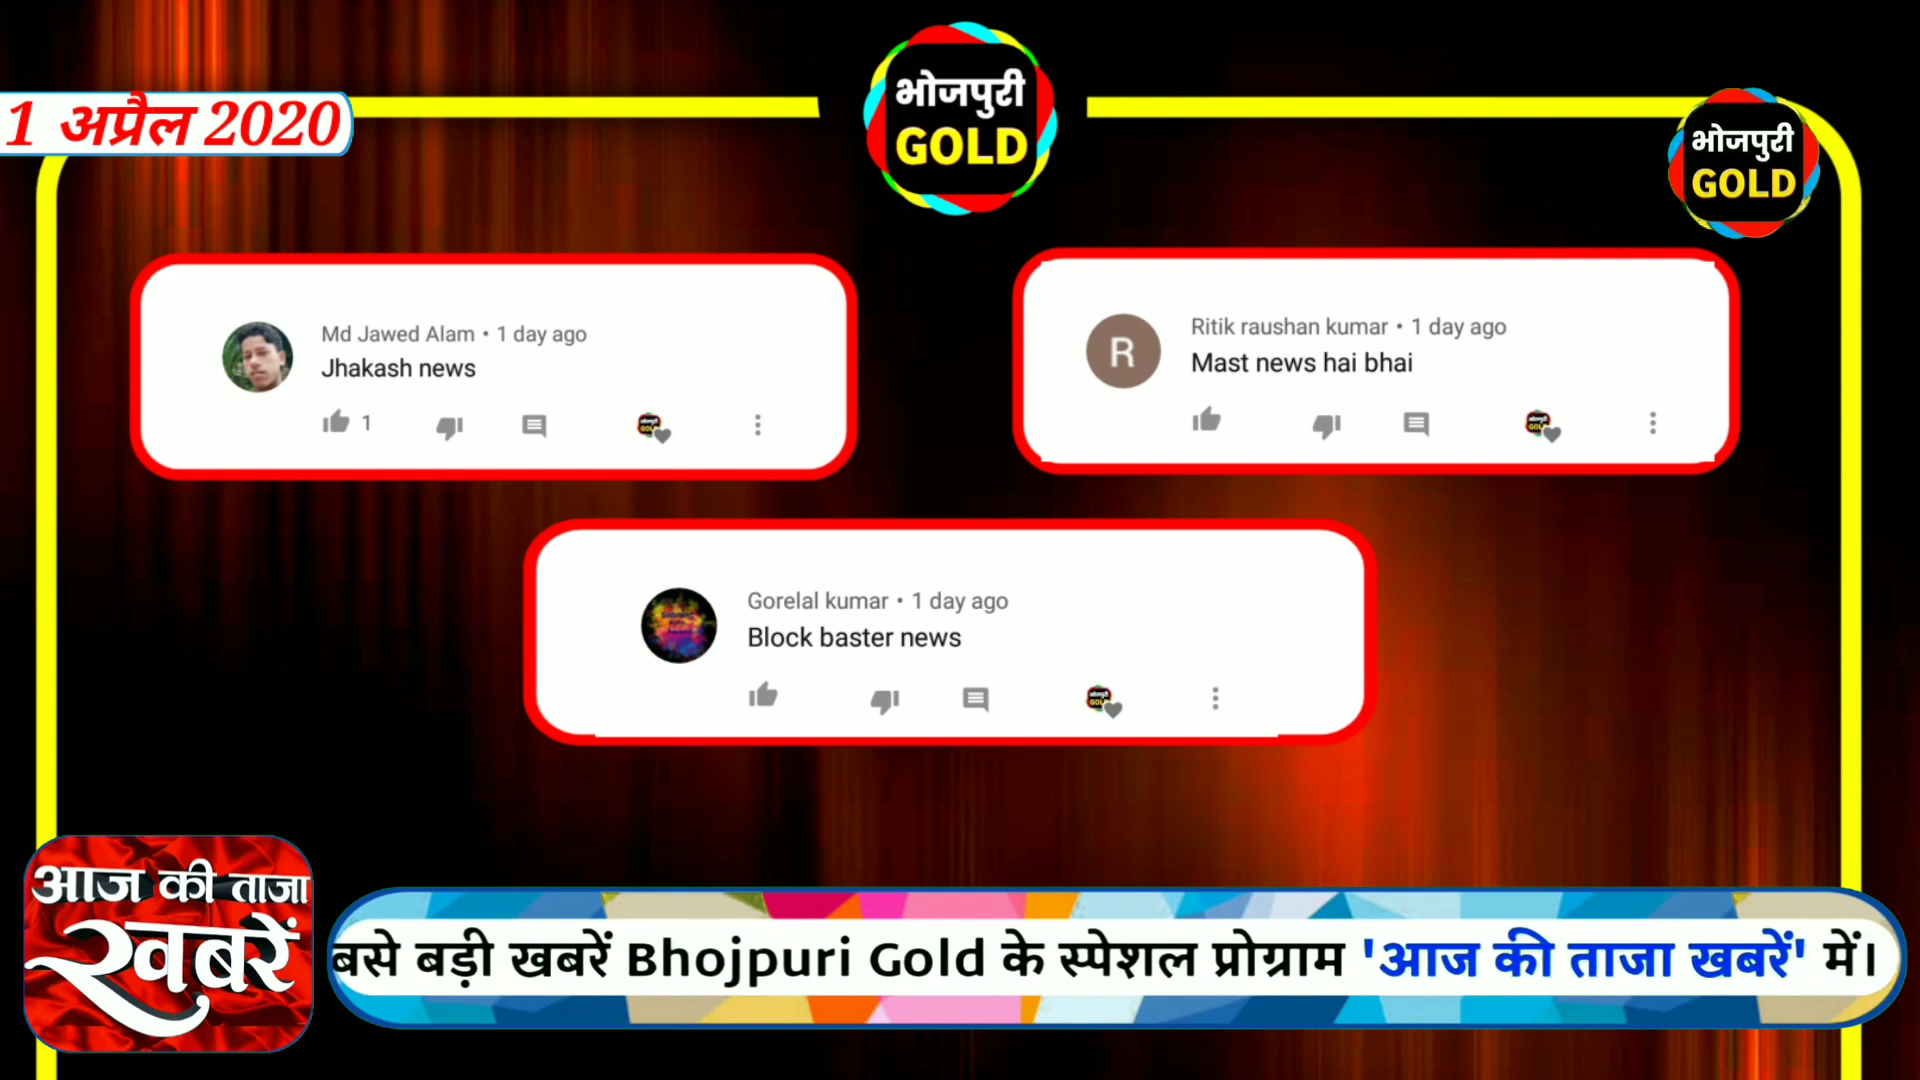 1 अप्रैल 2020
भोजपुरी
GOLD
भोजपुरी
GOLD
Md Jawed Alam • 1 day ago
Jhakash news
1
Ritik raushan kumar • 1 day ago
R
Mast news hai bhai
Gorelal kumar • 1 day ago
Block baster news
आज की ताजा
खबरें
बसे बड़ी खबरें Bhojpuri Gold के स्पेशल प्रोग्राम 'आज की ताजा खबरें' में।